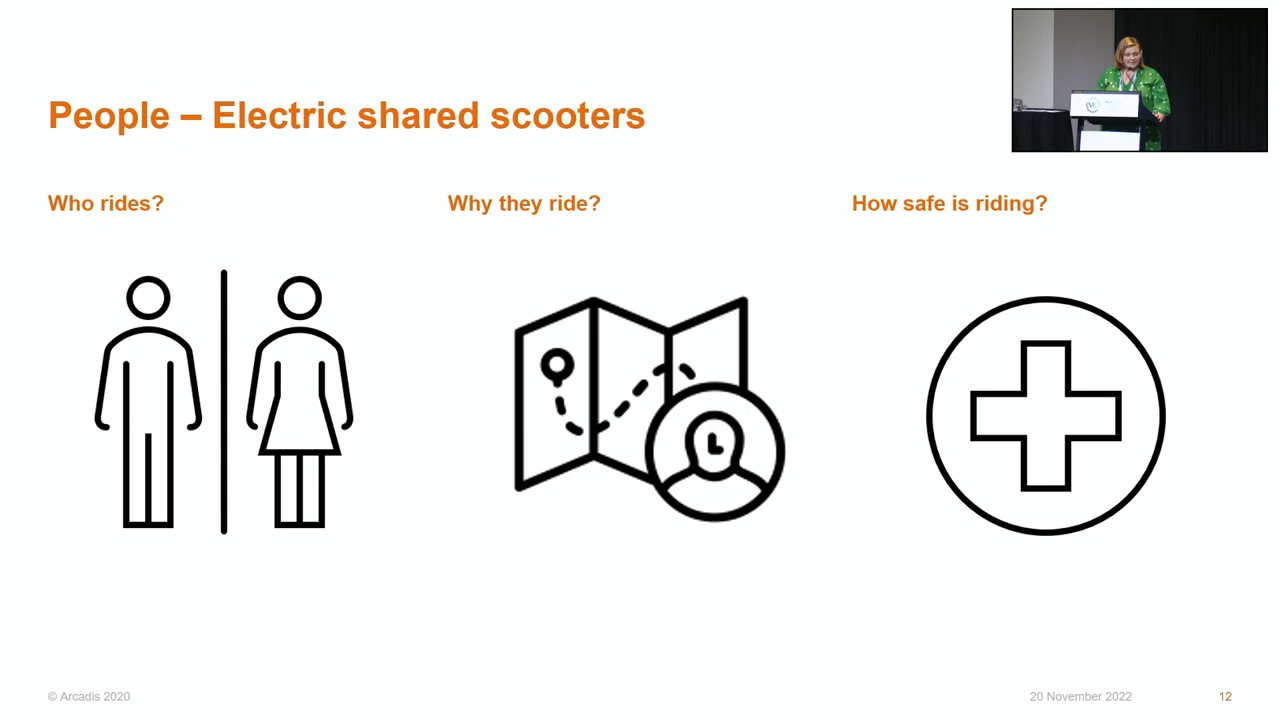 People – Electric shared scooters
Who rides?
Why they ride?
How safe is riding?
© Arcadis 2020
20 November 2022
12